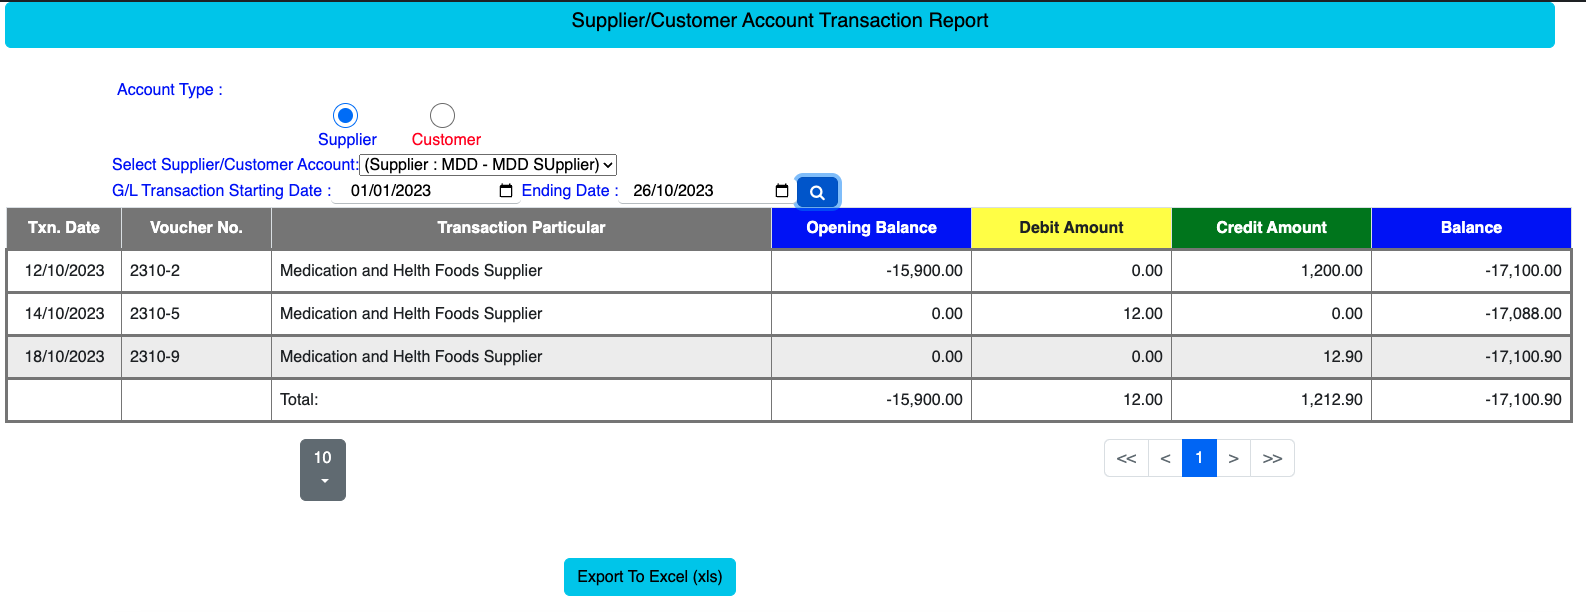 Supplier/Customer Account Transaction Report
Account Type :
Supplier Customer
Select Supplier/Customer Account: (Supplier : MDD - MDD SUpplier)
G/L Transaction Starting Date : 01/01/2023 Ending Date : 26/10/2023
Txn. Date Voucher No. Transaction Particular Opening Balance Debit Amount Credit Amount Balance
12/10/2023 2310-2 Medication and Helth Foods Supplier -15,900.00 0.00 1,200.00 -17,100.00
14/10/2023 2310-5 Medication and Helth Foods Supplier 0.00 12.00 0.00 -17,088.00
18/10/2023 2310-9 Medication and Helth Foods Supplier 0.00 0.00 12.90 -17,100.90
Total: -15,900.00 12.00 1,212.90 -17,100.90
10 << < 1 > >>
Export To Excel (xls)